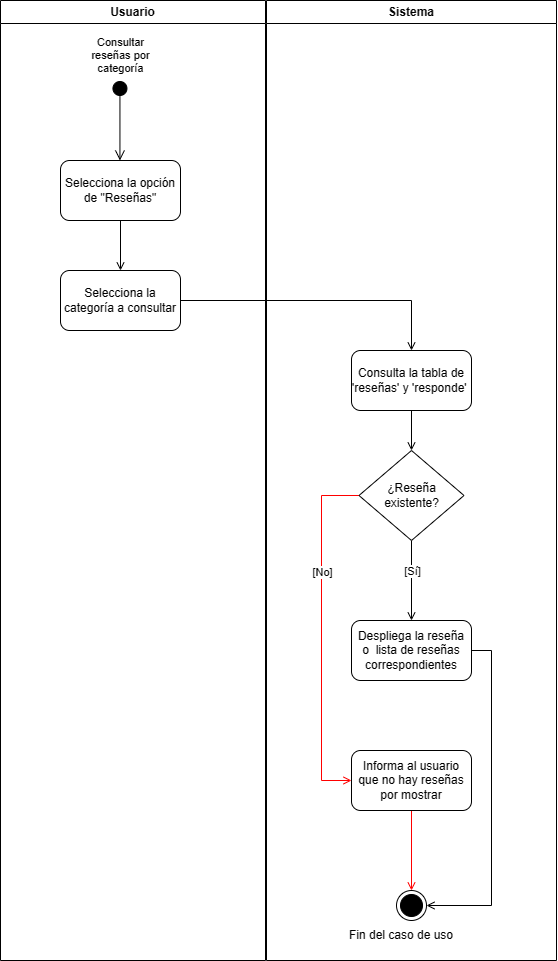 Usuario
Sistema
Consultar
reseñas por
categoría
Selecciona la opción
de "Reseñas"
Selecciona la
categoría a consultar
Consulta la tabla de
'reseñas' y 'responde'
¿Reseña
existente?
[No]
[Sí]
Despliega la reseña
o lista de reseñas
correspondientes
Informa al usuario
que no hay reseñas
por mostrar
Fin del caso de uso